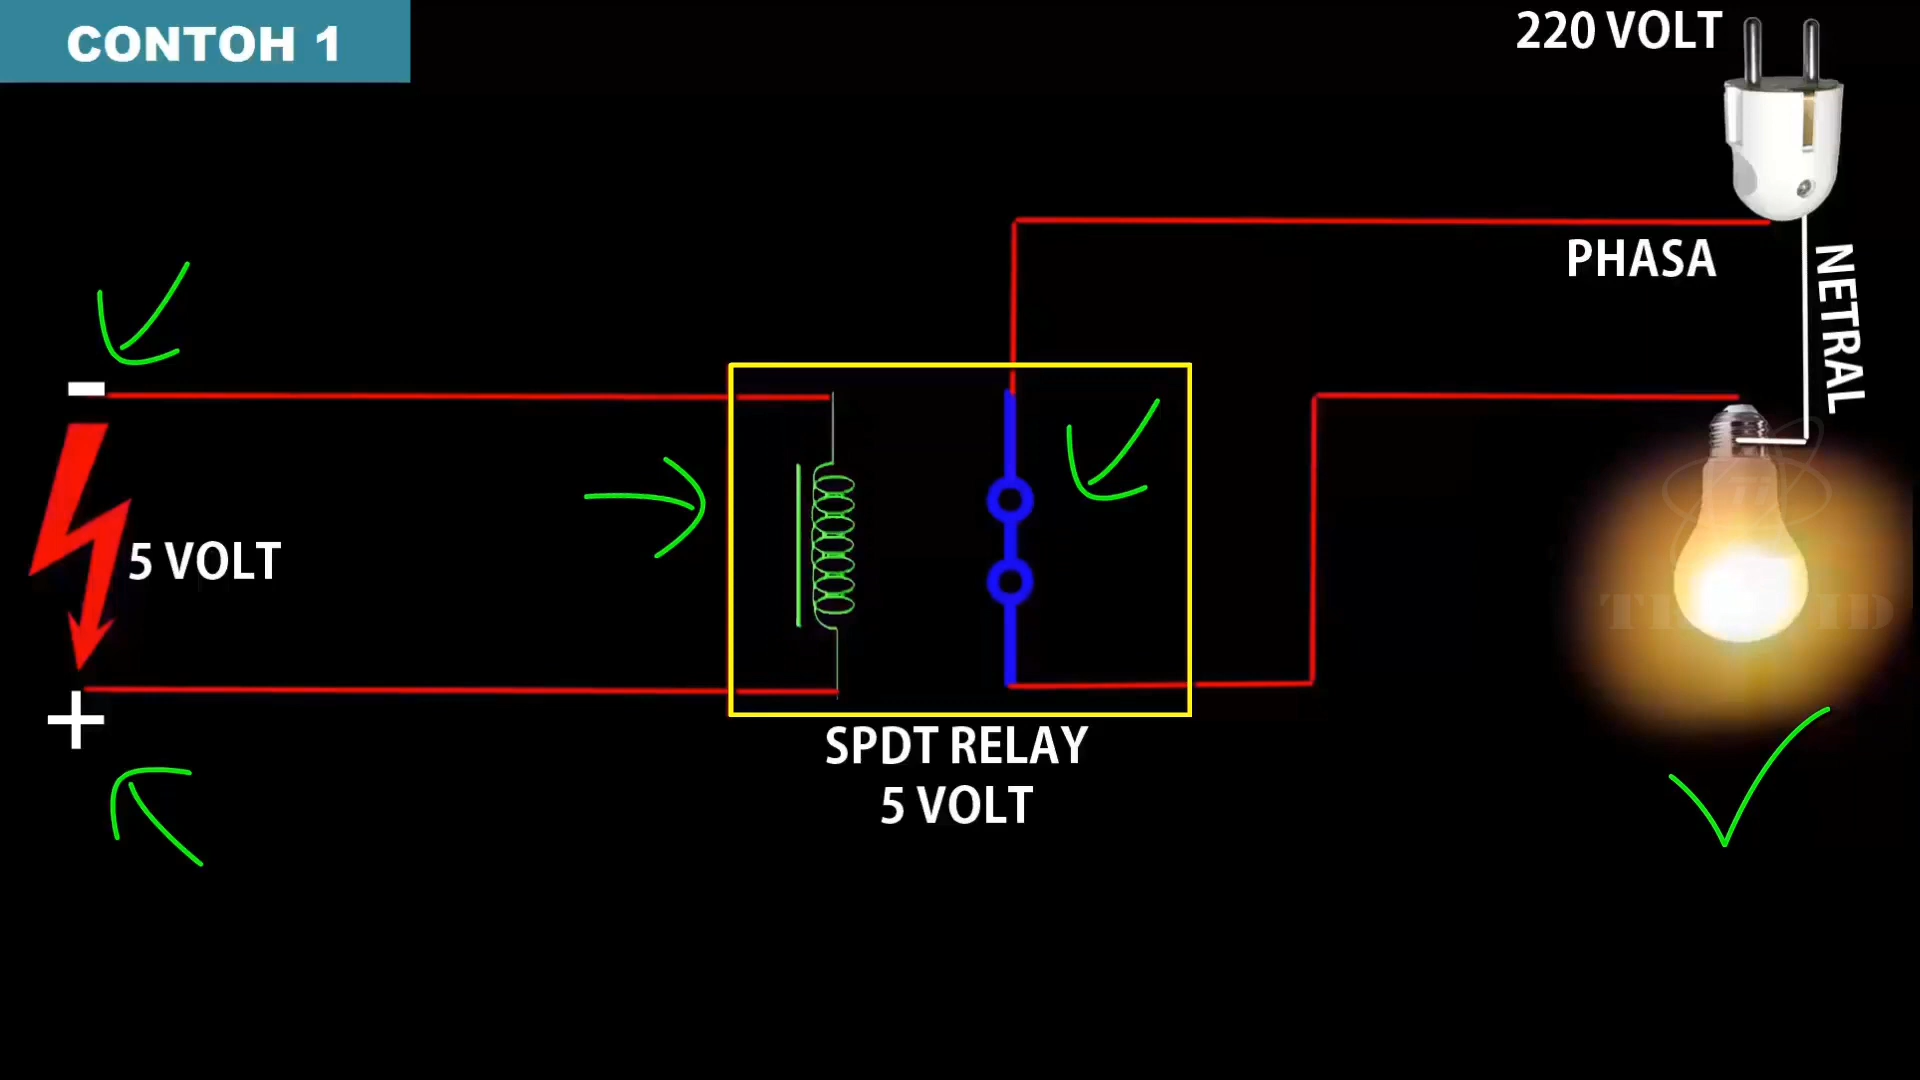 CONTOH 1
220 VOLT
PHASA
NETRAL
-
5 VOLT
+
SPDT RELAY
5 VOLT